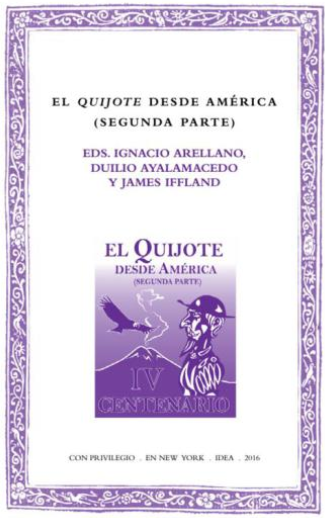 EL QUIJOTE DESDE AMÉRICA
(SEGUNDA PARTE)
EDS. IGNACIO ARELLANO,
DUILIO AYALAMACEDO
Y JAMES IFFLAND
EL QUIJOTE
DESDE AMÉRICA
(SEGUNDA PARTE)
IV
CENTENARIO
CON PRIVILEGIO . EN NEW YORK . IDEA . 2016